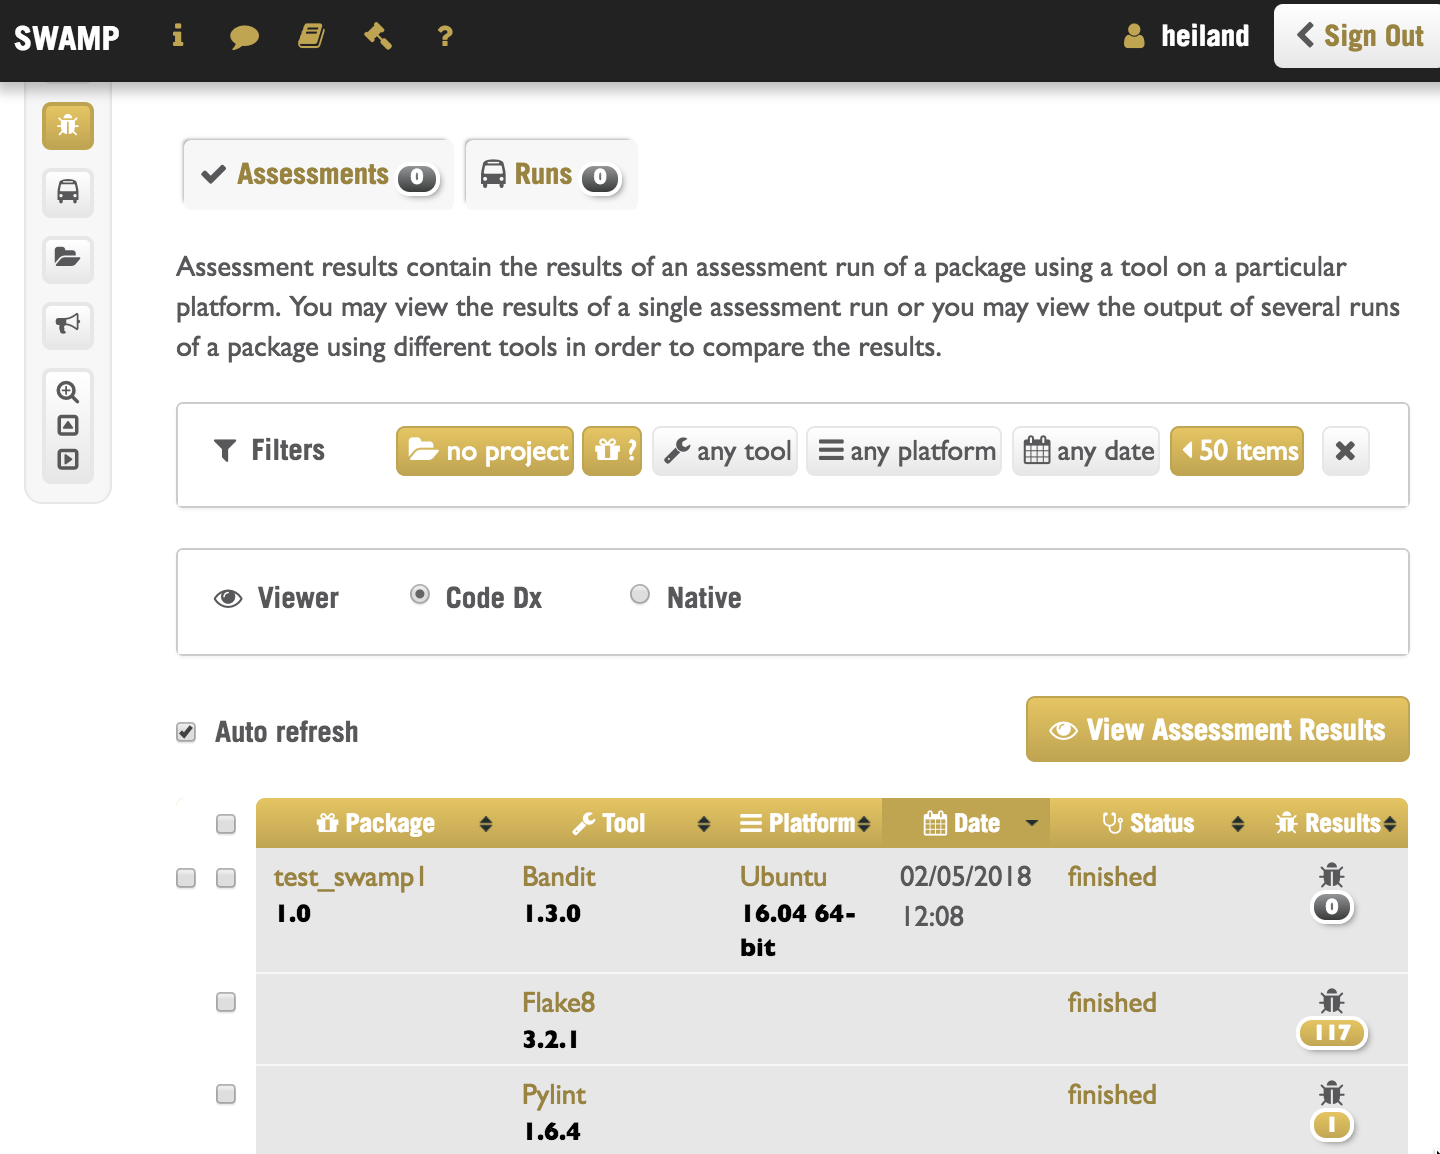 SWAMP ? heiland Sign Out
Assessments 0 Runs 0
Assessment results contain the results of an assessment run of a package using a tool on a particular
platform. You may view the results of a single assessment run or you may view the output of several runs
of a package using different tools in order to compare the results.
Filters no project ? any tool any platform any date 50 items
Viewer Code Dx Native
Auto refresh View Assessment Results
Package Tool Platform Date Status Results
test_swamp1 Bandit Ubuntu 02/05/2018 finished
1.0 1.3.0 16.04 64- 12:08 0
bit
Flake8 finished
3.2.1 117
Pylint finished
1.6.4 1